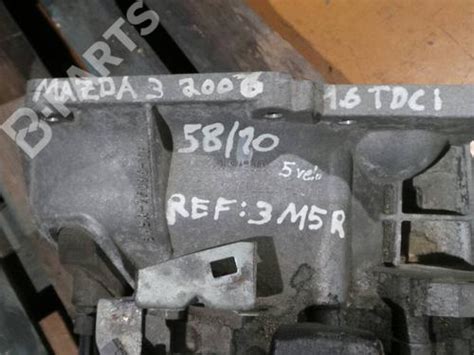 MAZDA 3 2006 1.6 TDCI
58/10
5 vel
REF: 3M5R
B-PARTS